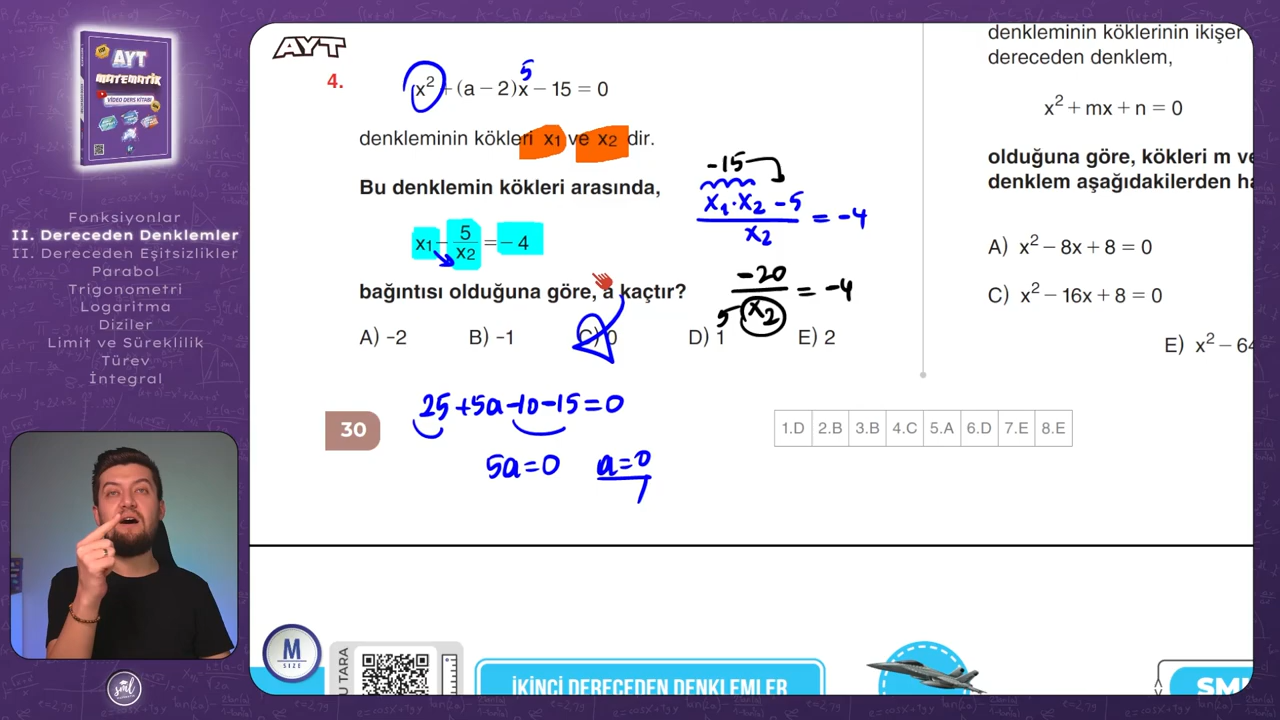 AYT
MATEMATİK
VİDEO DERS KİTABI
Fonksiyonlar
II. Dereceden Denklemler
II. Dereceden Eşitsizlikler
Parabol
Trigonometri
Logaritma
Diziler
Limit ve Süreklilik
Türev
İntegral
sml
AYT
4. x² + (a – 2)x – 15 = 0
5
denkleminin kökleri x₁ ve x₂ dir.
Bu denklemin kökleri arasında,
x₁ – 5/x₂ = – 4
bağıntısı olduğuna göre, a kaçtır?
A) -2 B) -1 C) 0 D) 1 E) 2
-15
(x₁ · x₂ - 5)/x₂ = -4
-20/x₂ = -4
5
25 + 5a - 10 - 15 = 0
5a = 0 a = 0
30
1.D 2.B 3.B 4.C 5.A 6.D 7.E 8.E
denkleminin köklerinin ikişer
dereceden denklem,
x² + mx + n = 0
olduğuna göre, kökleri m ve
denklem aşağıdakilerden ha
A) x² – 8x + 8 = 0
C) x² – 16x + 8 = 0
E) x² – 64
M
SIZE
U TARA
İKİNCİ DERECEDEN DENKLEMLER